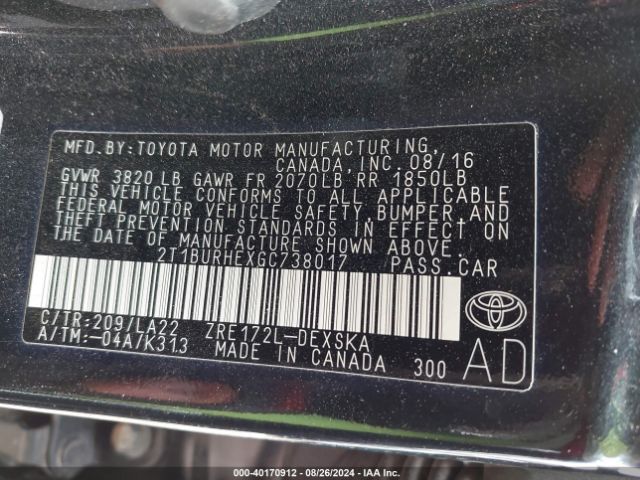 MFD.BY:TOYOTA MOTOR MANUFACTURING,
CANADA,INC.08/16
GVWR 3820LB GAWR FR 2070LB RR 1850LB
THIS VEHICLE CONFORMS TO ALL APPLICABLE
FEDERAL MOTOR VEHICLE SAFETY,BUMPER,AND
THEFT PREVENTION STANDARDS IN EFFECT ON
THE DATE OF MANUFACTURE SHOWN ABOVE.
2T1BURHEXGC738017 PASS.CAR
C/TR:209/LA22 ZRE172L-DEXSKA
A/TM:-04A/K313 MADE IN CANADA 300 AD
000-40170912 - 08/26/2024 - IAA Inc.